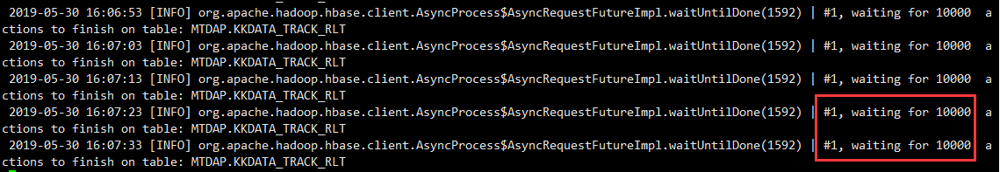 2019-05-30 16:06:53 [INFO] org.apache.hadoop.hbase.client.AsyncProcess$AsyncRequestFutureImpl.waitUntilDone(1592) | #1, waiting for 10000  a
ctions to finish on table: MTDAP.KKDATA_TRACK_RLT
2019-05-30 16:07:03 [INFO] org.apache.hadoop.hbase.client.AsyncProcess$AsyncRequestFutureImpl.waitUntilDone(1592) | #1, waiting for 10000  a
ctions to finish on table: MTDAP.KKDATA_TRACK_RLT
2019-05-30 16:07:13 [INFO] org.apache.hadoop.hbase.client.AsyncProcess$AsyncRequestFutureImpl.waitUntilDone(1592) | #1, waiting for 10000  a
ctions to finish on table: MTDAP.KKDATA_TRACK_RLT
2019-05-30 16:07:23 [INFO] org.apache.hadoop.hbase.client.AsyncProcess$AsyncRequestFutureImpl.waitUntilDone(1592) | #1, waiting for 10000  a
ctions to finish on table: MTDAP.KKDATA_TRACK_RLT
2019-05-30 16:07:33 [INFO] org.apache.hadoop.hbase.client.AsyncProcess$AsyncRequestFutureImpl.waitUntilDone(1592) | #1, waiting for 10000  a
ctions to finish on table: MTDAP.KKDATA_TRACK_RLT